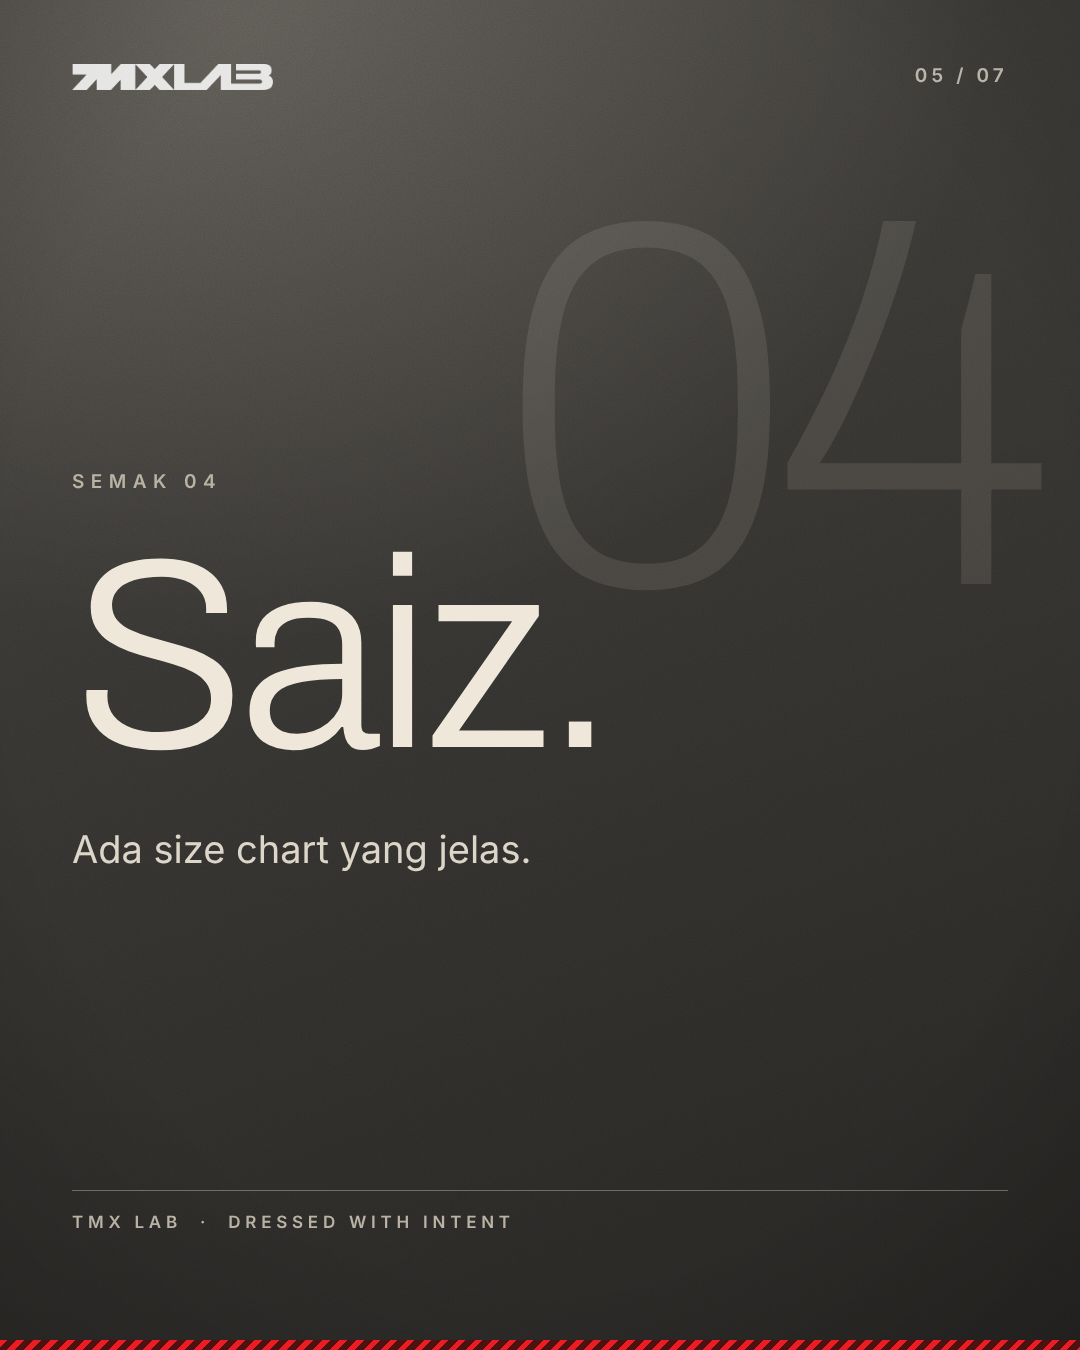 TMXLAB
05 / 07
04
SEMAK 04
Saiz.
Ada size chart yang jelas.
TMX LAB · DRESSED WITH INTENT